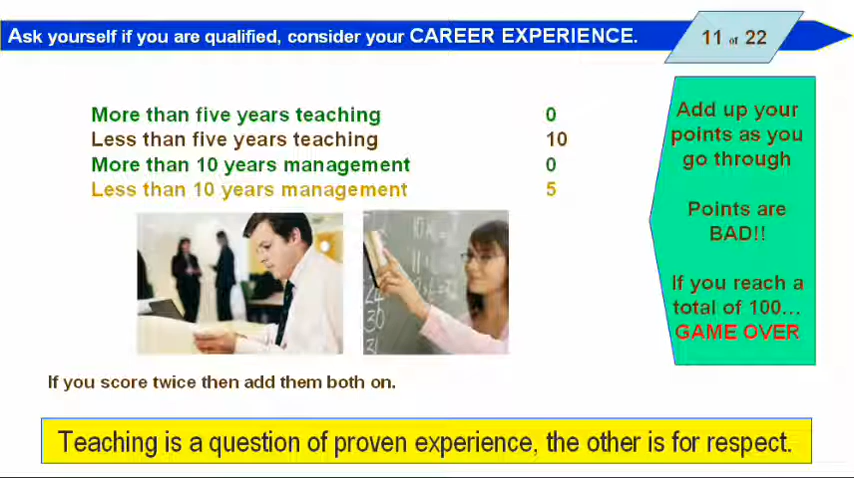 Ask yourself if you are qualified, consider your CAREER EXPERIENCE.
11 of 22
More than five years teaching 0
Less than five years teaching 10
More than 10 years management 0
Less than 10 years management 5
Add up your
points as you
go through
Points are
BAD!!
If you reach a
total of 100...
GAME OVER
If you score twice then add them both on.
Teaching is a question of proven experience, the other is for respect.